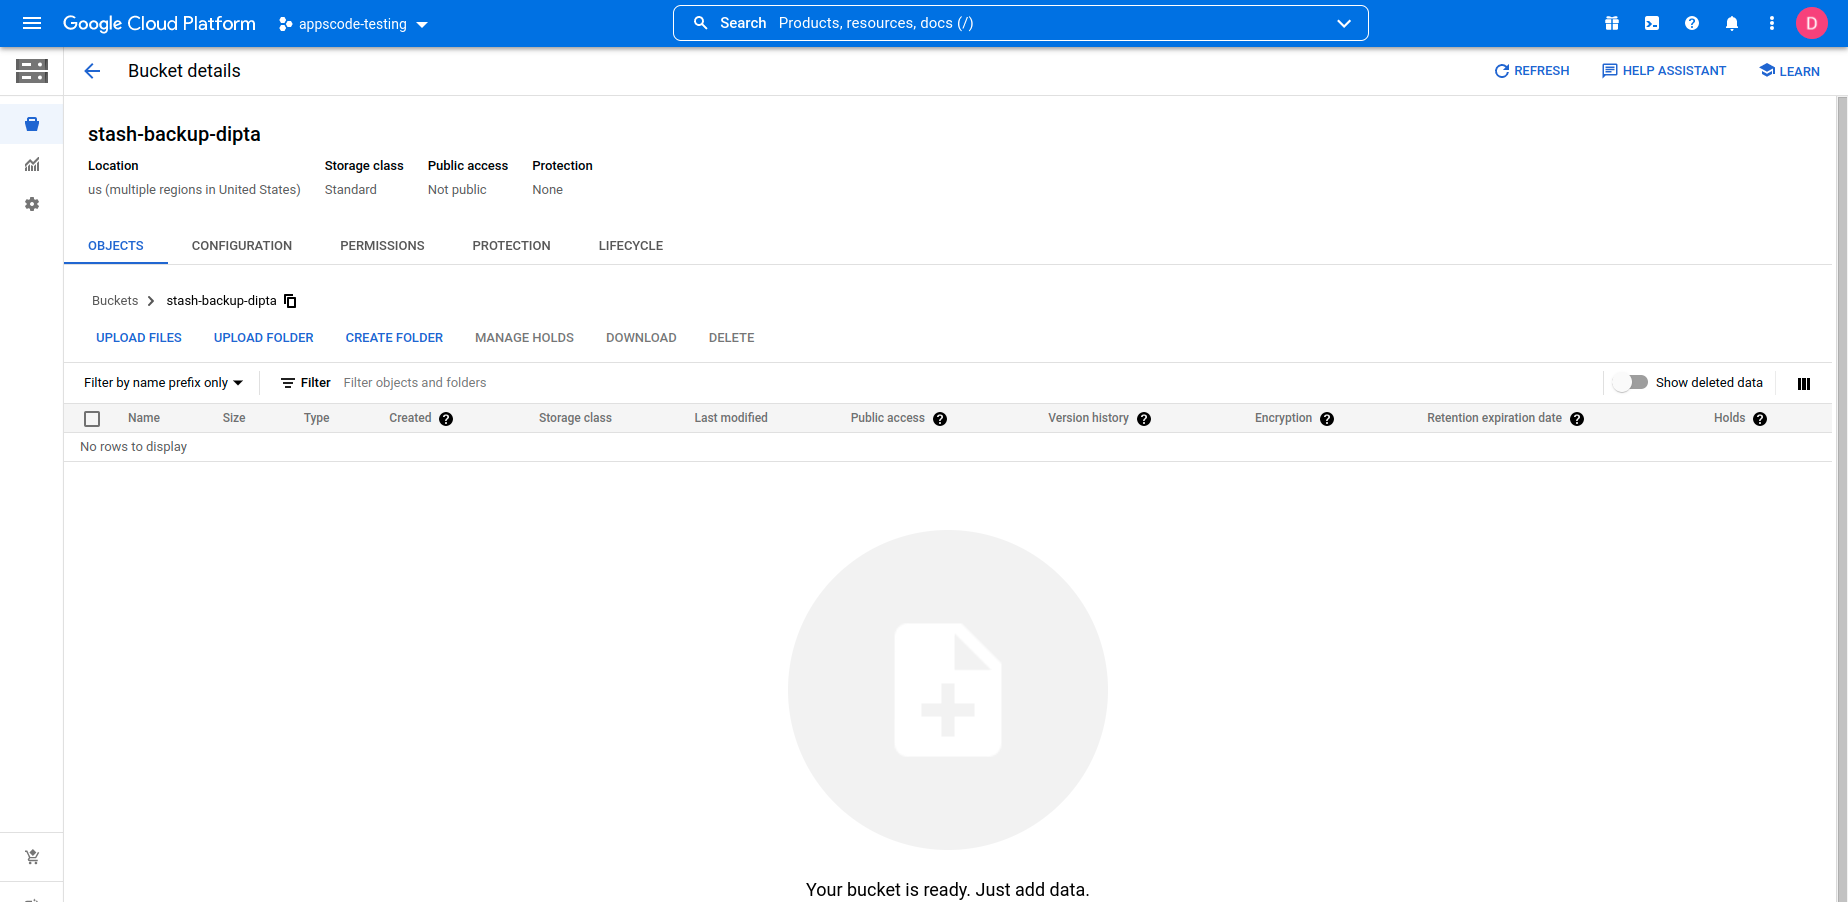 Google Cloud Platform appscode-testing Search Products, resources, docs (/) D
Bucket details REFRESH HELP ASSISTANT LEARN
stash-backup-dipta
Location Storage class Public access Protection
us (multiple regions in United States) Standard Not public None
OBJECTS CONFIGURATION PERMISSIONS PROTECTION LIFECYCLE
Buckets stash-backup-dipta
UPLOAD FILES UPLOAD FOLDER CREATE FOLDER MANAGE HOLDS DOWNLOAD DELETE
Filter by name prefix only Filter Filter objects and folders Show deleted data
Name Size Type Created Storage class Last modified Public access Version history Encryption Retention expiration date Holds
No rows to display
Your bucket is ready. Just add data.